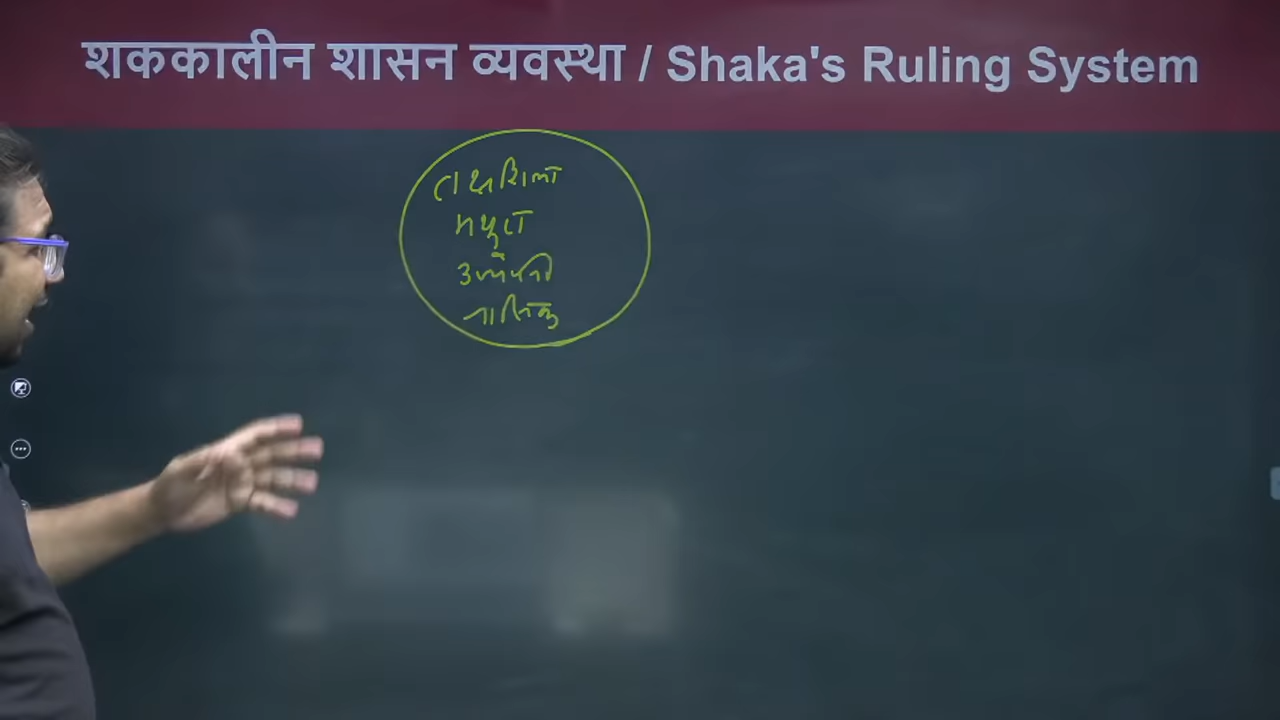 शककालीन शासन व्यवस्था / Shaka's Ruling System
तक्षशिला
मथुरा
उज्जैनी
नासिक